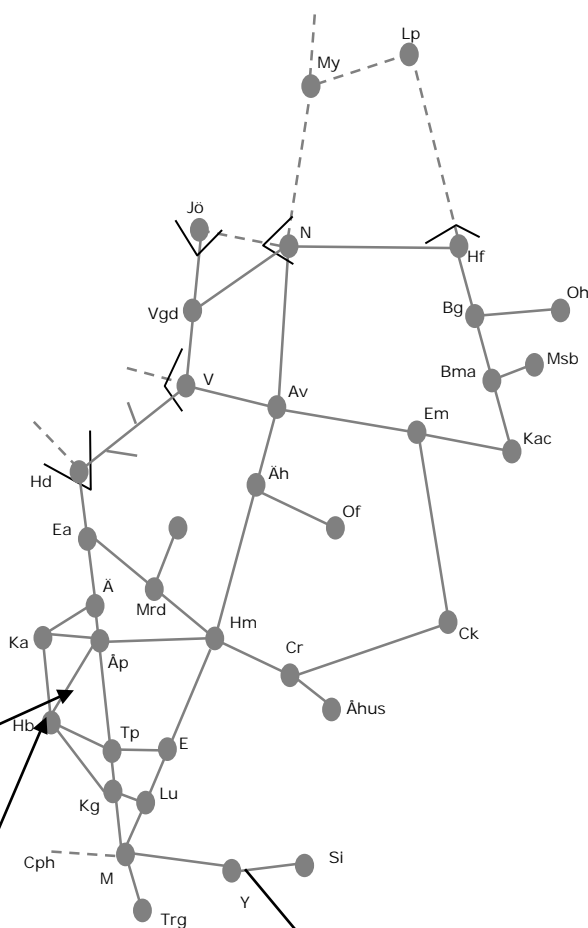 Lp
My
Jö
N
Hf
Oh
Vgd
Bg
Msb
Bma
V
Av
Em
Kac
Hd
Äh
Of
Ea
Ä
Mrd
Ka
Hm
Ck
Åp
Cr
Åhus
Hb
Tp
E
Kg
Lu
Cph
M
Si
Y
Trg